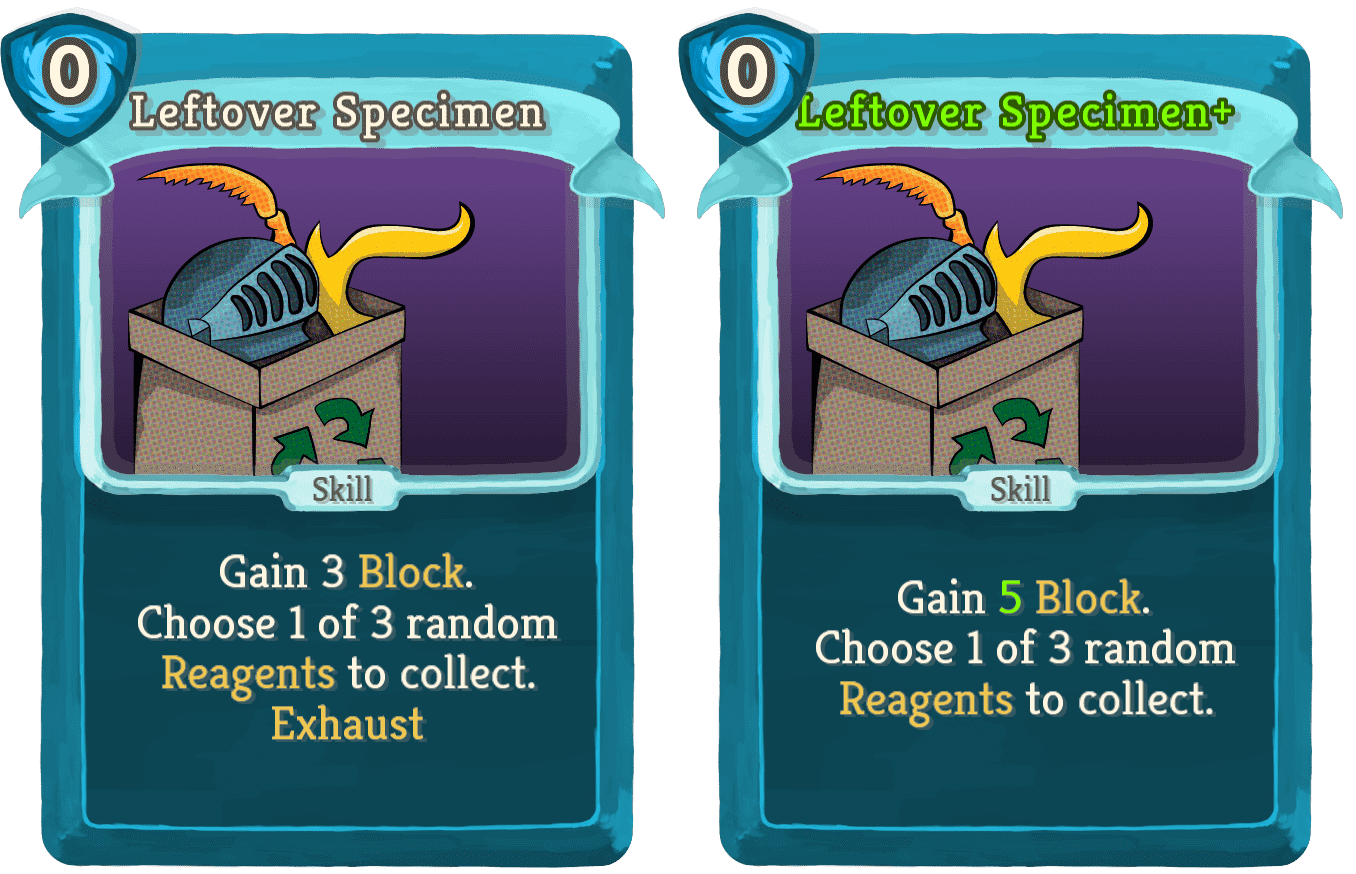 0
Leftover Specimen
Skill
Gain 3 Block.
Choose 1 of 3 random
Reagents to collect.
Exhaust
0
Leftover Specimen+
Skill
Gain 5 Block.
Choose 1 of 3 random
Reagents to collect.